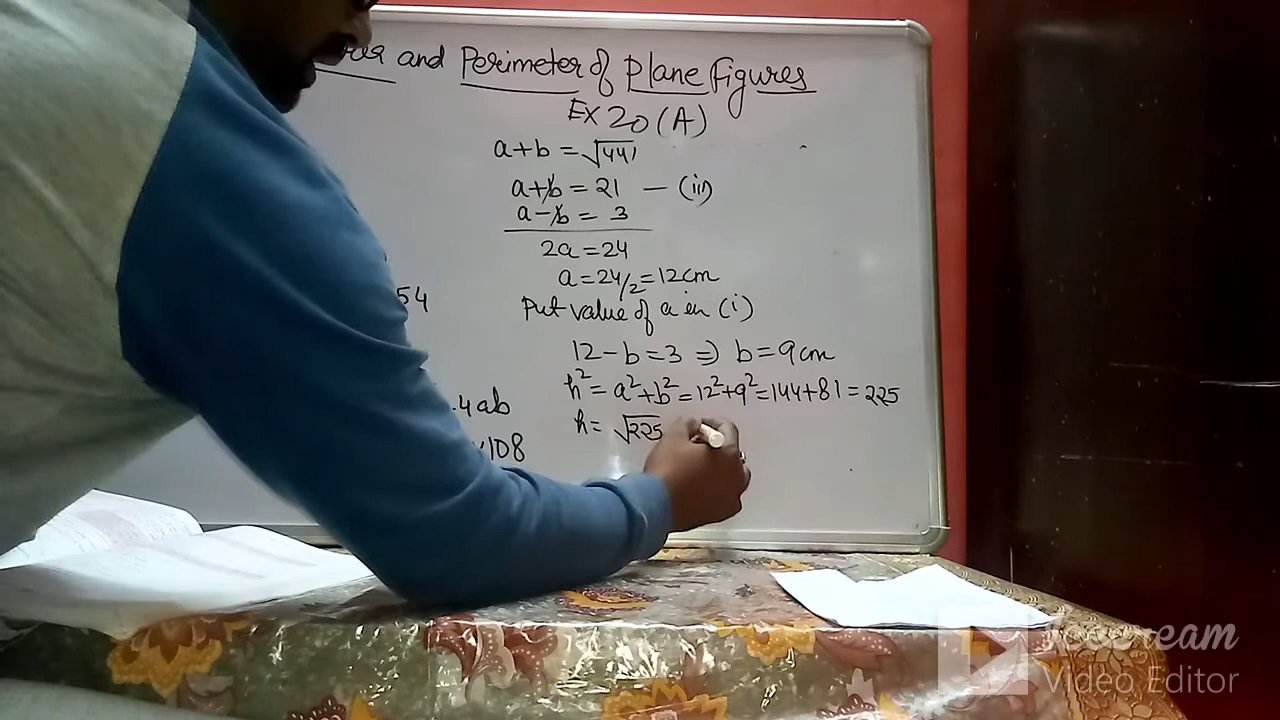 and Perimeter of Plane Figures
EX 20 (A)
a+b = √441
a+b = 21 — (ii)
a-b = 3
2a = 24
a = 24/2 = 12cm
54
Put value of a in (i)
12 - b = 3 ⇒ b = 9cm
h² = a² + b² = 12² + 9² = 144 + 81 = 225
4ab
h = √225
108
Video Editor